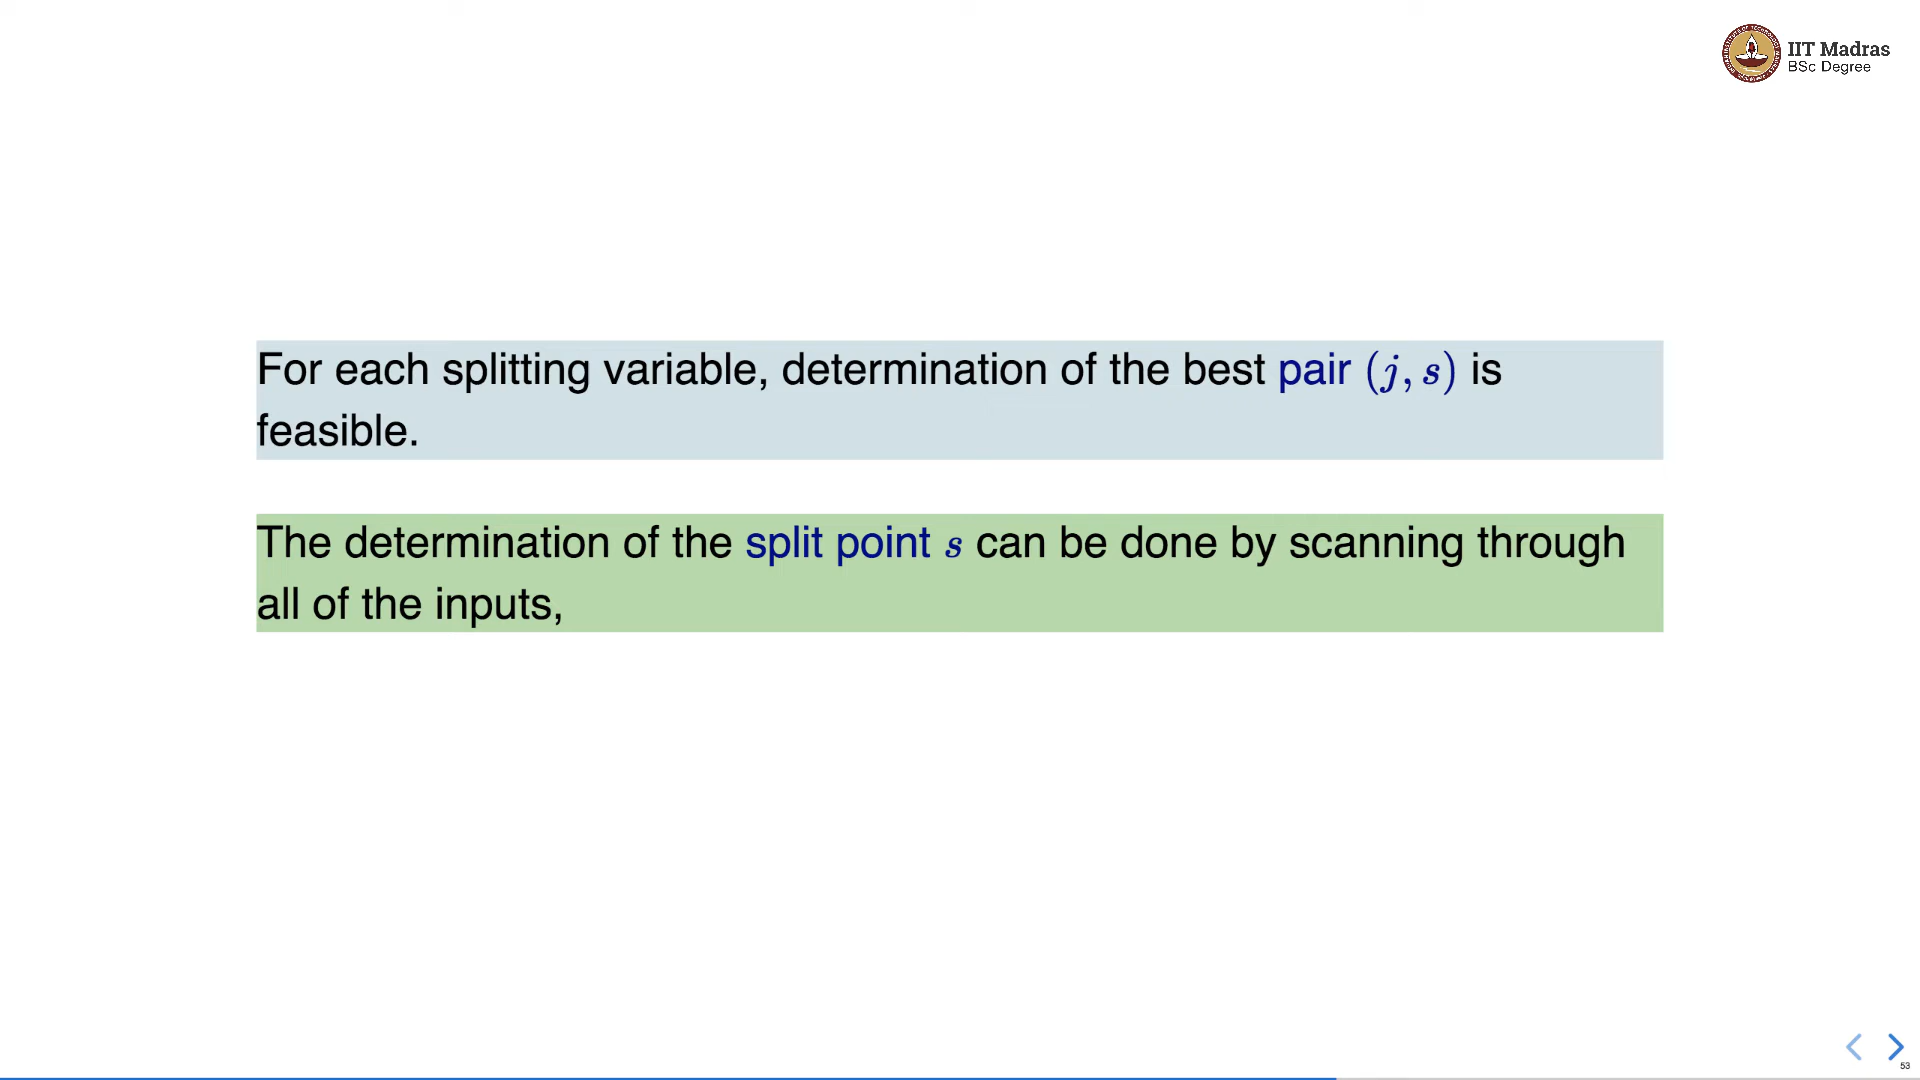 IIT Madras
BSc Degree
For each splitting variable, determination of the best pair (j, s) is
feasible.
The determination of the split point s can be done by scanning through
all of the inputs,
53